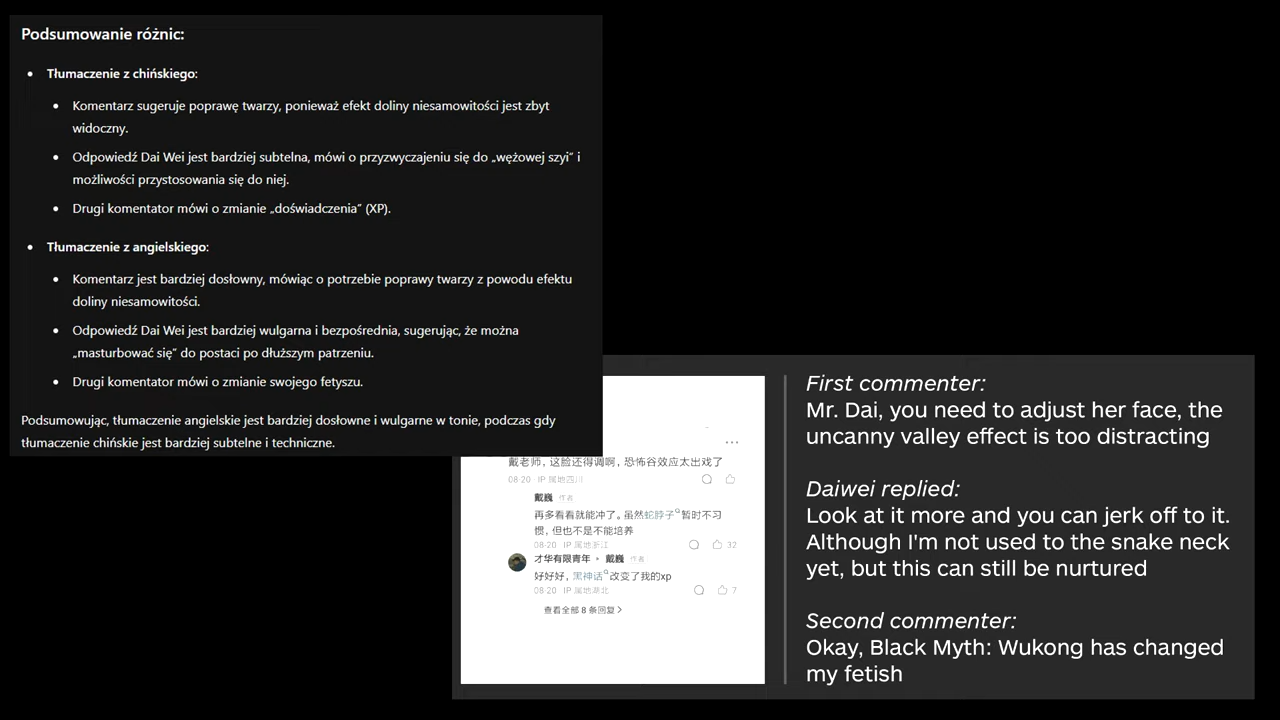 Podsumowanie różnic:
Tłumaczenie z chińskiego:
Komentarz sugeruje poprawę twarzy, ponieważ efekt doliny niesamowitości jest zbyt
widoczny.
Odpowiedź Dai Wei jest bardziej subtelna, mówi o przyzwyczajeniu się do „wężowej szyi” i
możliwości przystosowania się do niej.
Drugi komentator mówi o zmianie „doświadczenia” (XP).
Tłumaczenie z angielskiego:
Komentarz jest bardziej dosłowny, mówiąc o potrzebie poprawy twarzy z powodu efektu
doliny niesamowitości.
Odpowiedź Dai Wei jest bardziej wulgarna i bezpośrednia, sugerując, że można
„masturbować się” do postaci po dłuższym patrzeniu.
Drugi komentator mówi o zmianie swojego fetyszu.
Podsumowując, tłumaczenie angielskie jest bardziej dosłowne i wulgarne w tonie, podczas gdy
tłumaczenie chińskie jest bardziej subtelne i techniczne.
戴老师，这脸还得调啊，恐怖谷效应太出戏了
08-20 · IP 属地四川
戴巍 作者
再多看看就能冲了。虽然蛇脖子暂时不习
惯，但也不是不能培养
08-20 IP 属地浙江 32
才华有限青年 · 戴巍 作者
好好好，黑神话改变了我的xp
08-20 IP 属地湖北 7
查看全部 8 条回复 >
First commenter:
Mr. Dai, you need to adjust her face, the
uncanny valley effect is too distracting
Daiwei replied:
Look at it more and you can jerk off to it.
Although I'm not used to the snake neck
yet, but this can still be nurtured
Second commenter:
Okay, Black Myth: Wukong has changed
my fetish